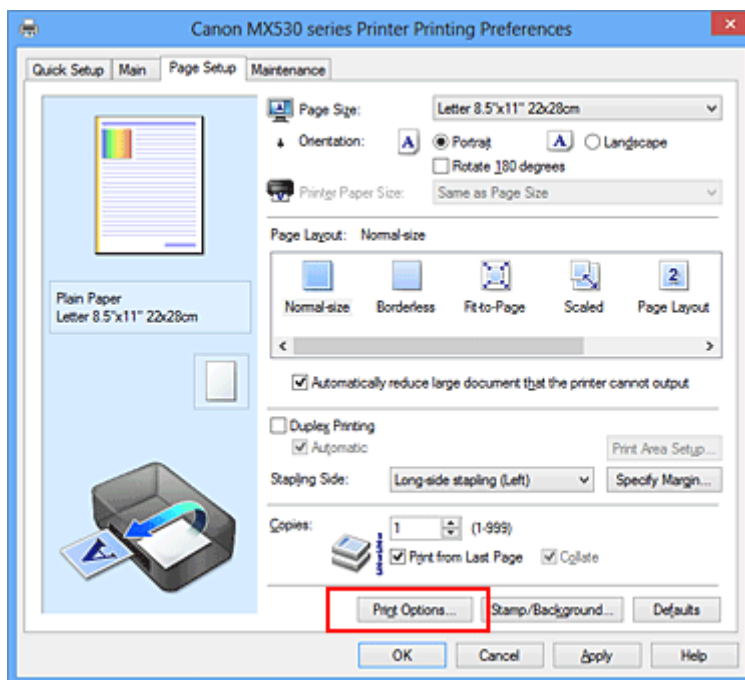 Canon MX530 series Printer Printing Preferences
Quick Setup Main Page Setup Maintenance
Page Size: Letter 8.5"x11" 22x28cm
Orientation: A Portrait A Landscape
Rotate 180 degrees
Printer Paper Size: Same as Page Size
Page Layout: Normal-size
2
Normal-size Borderless Fit-to-Page Scaled Page Layout
Plain Paper
Letter 8.5"x11" 22x28cm
Automatically reduce large document that the printer cannot output
Duplex Printing
Automatic Print Area Setup...
Stapling Side: Long-side stapling (Left) Specify Margin...
Copies: 1 (1-999)
Print from Last Page Collate
A
Print Options... Stamp/Background... Defaults
OK Cancel Apply Help